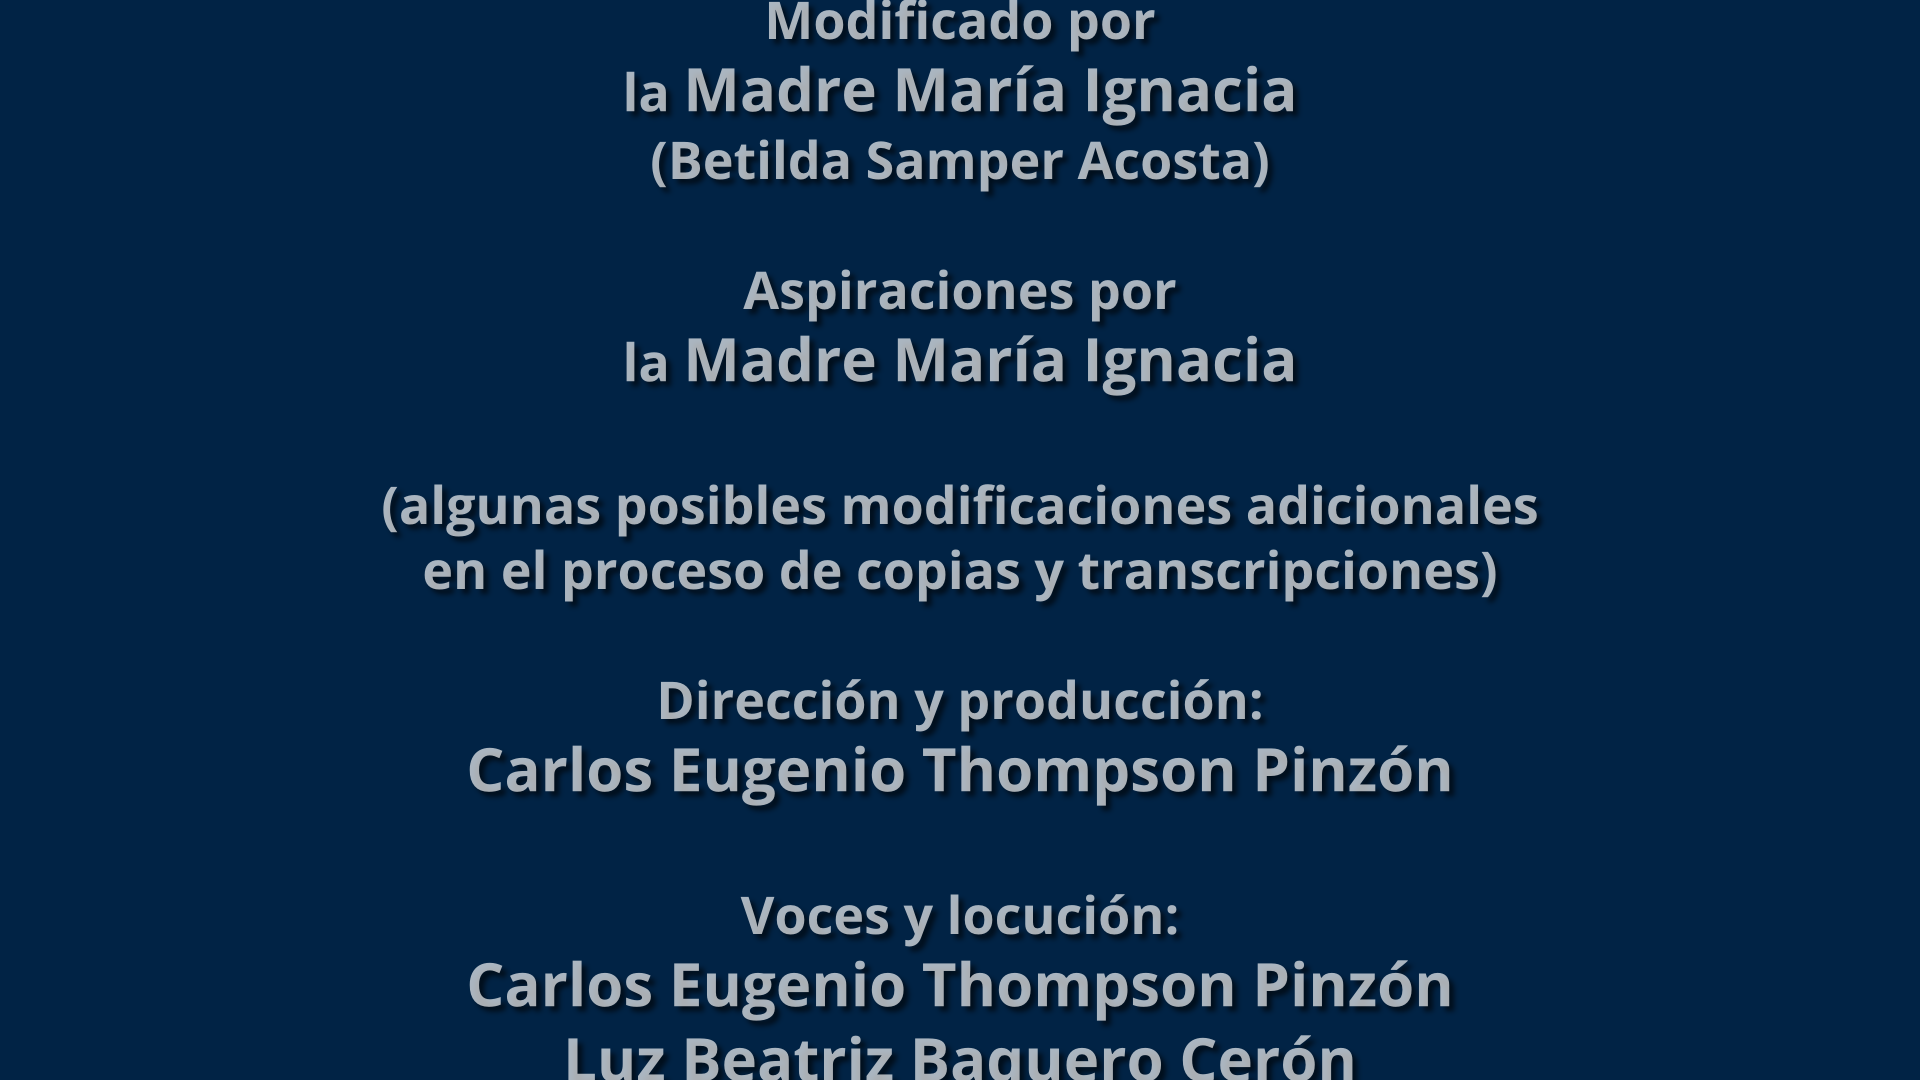 Modificado por
la Madre María Ignacia
(Betilda Samper Acosta)
Aspiraciones por
la Madre María Ignacia
(algunas posibles modificaciones adicionales
en el proceso de copias y transcripciones)
Dirección y producción:
Carlos Eugenio Thompson Pinzón
Voces y locución:
Carlos Eugenio Thompson Pinzón
Luz Beatriz Baquero Cerón